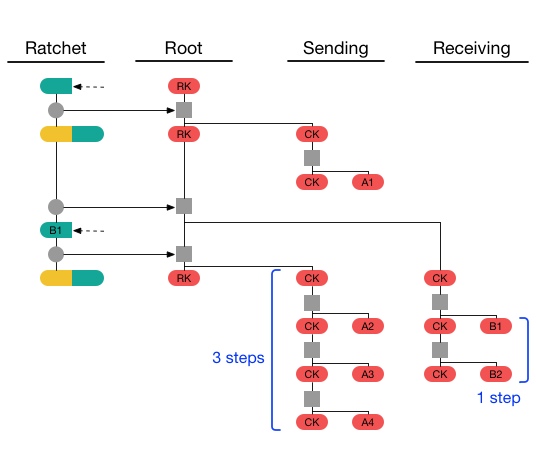 Ratchet Root Sending Receiving
RK
RK CK
CK A1
B1
RK CK CK
CK A2 CK B1
3 steps
CK A3 CK B2
1 step
CK A4